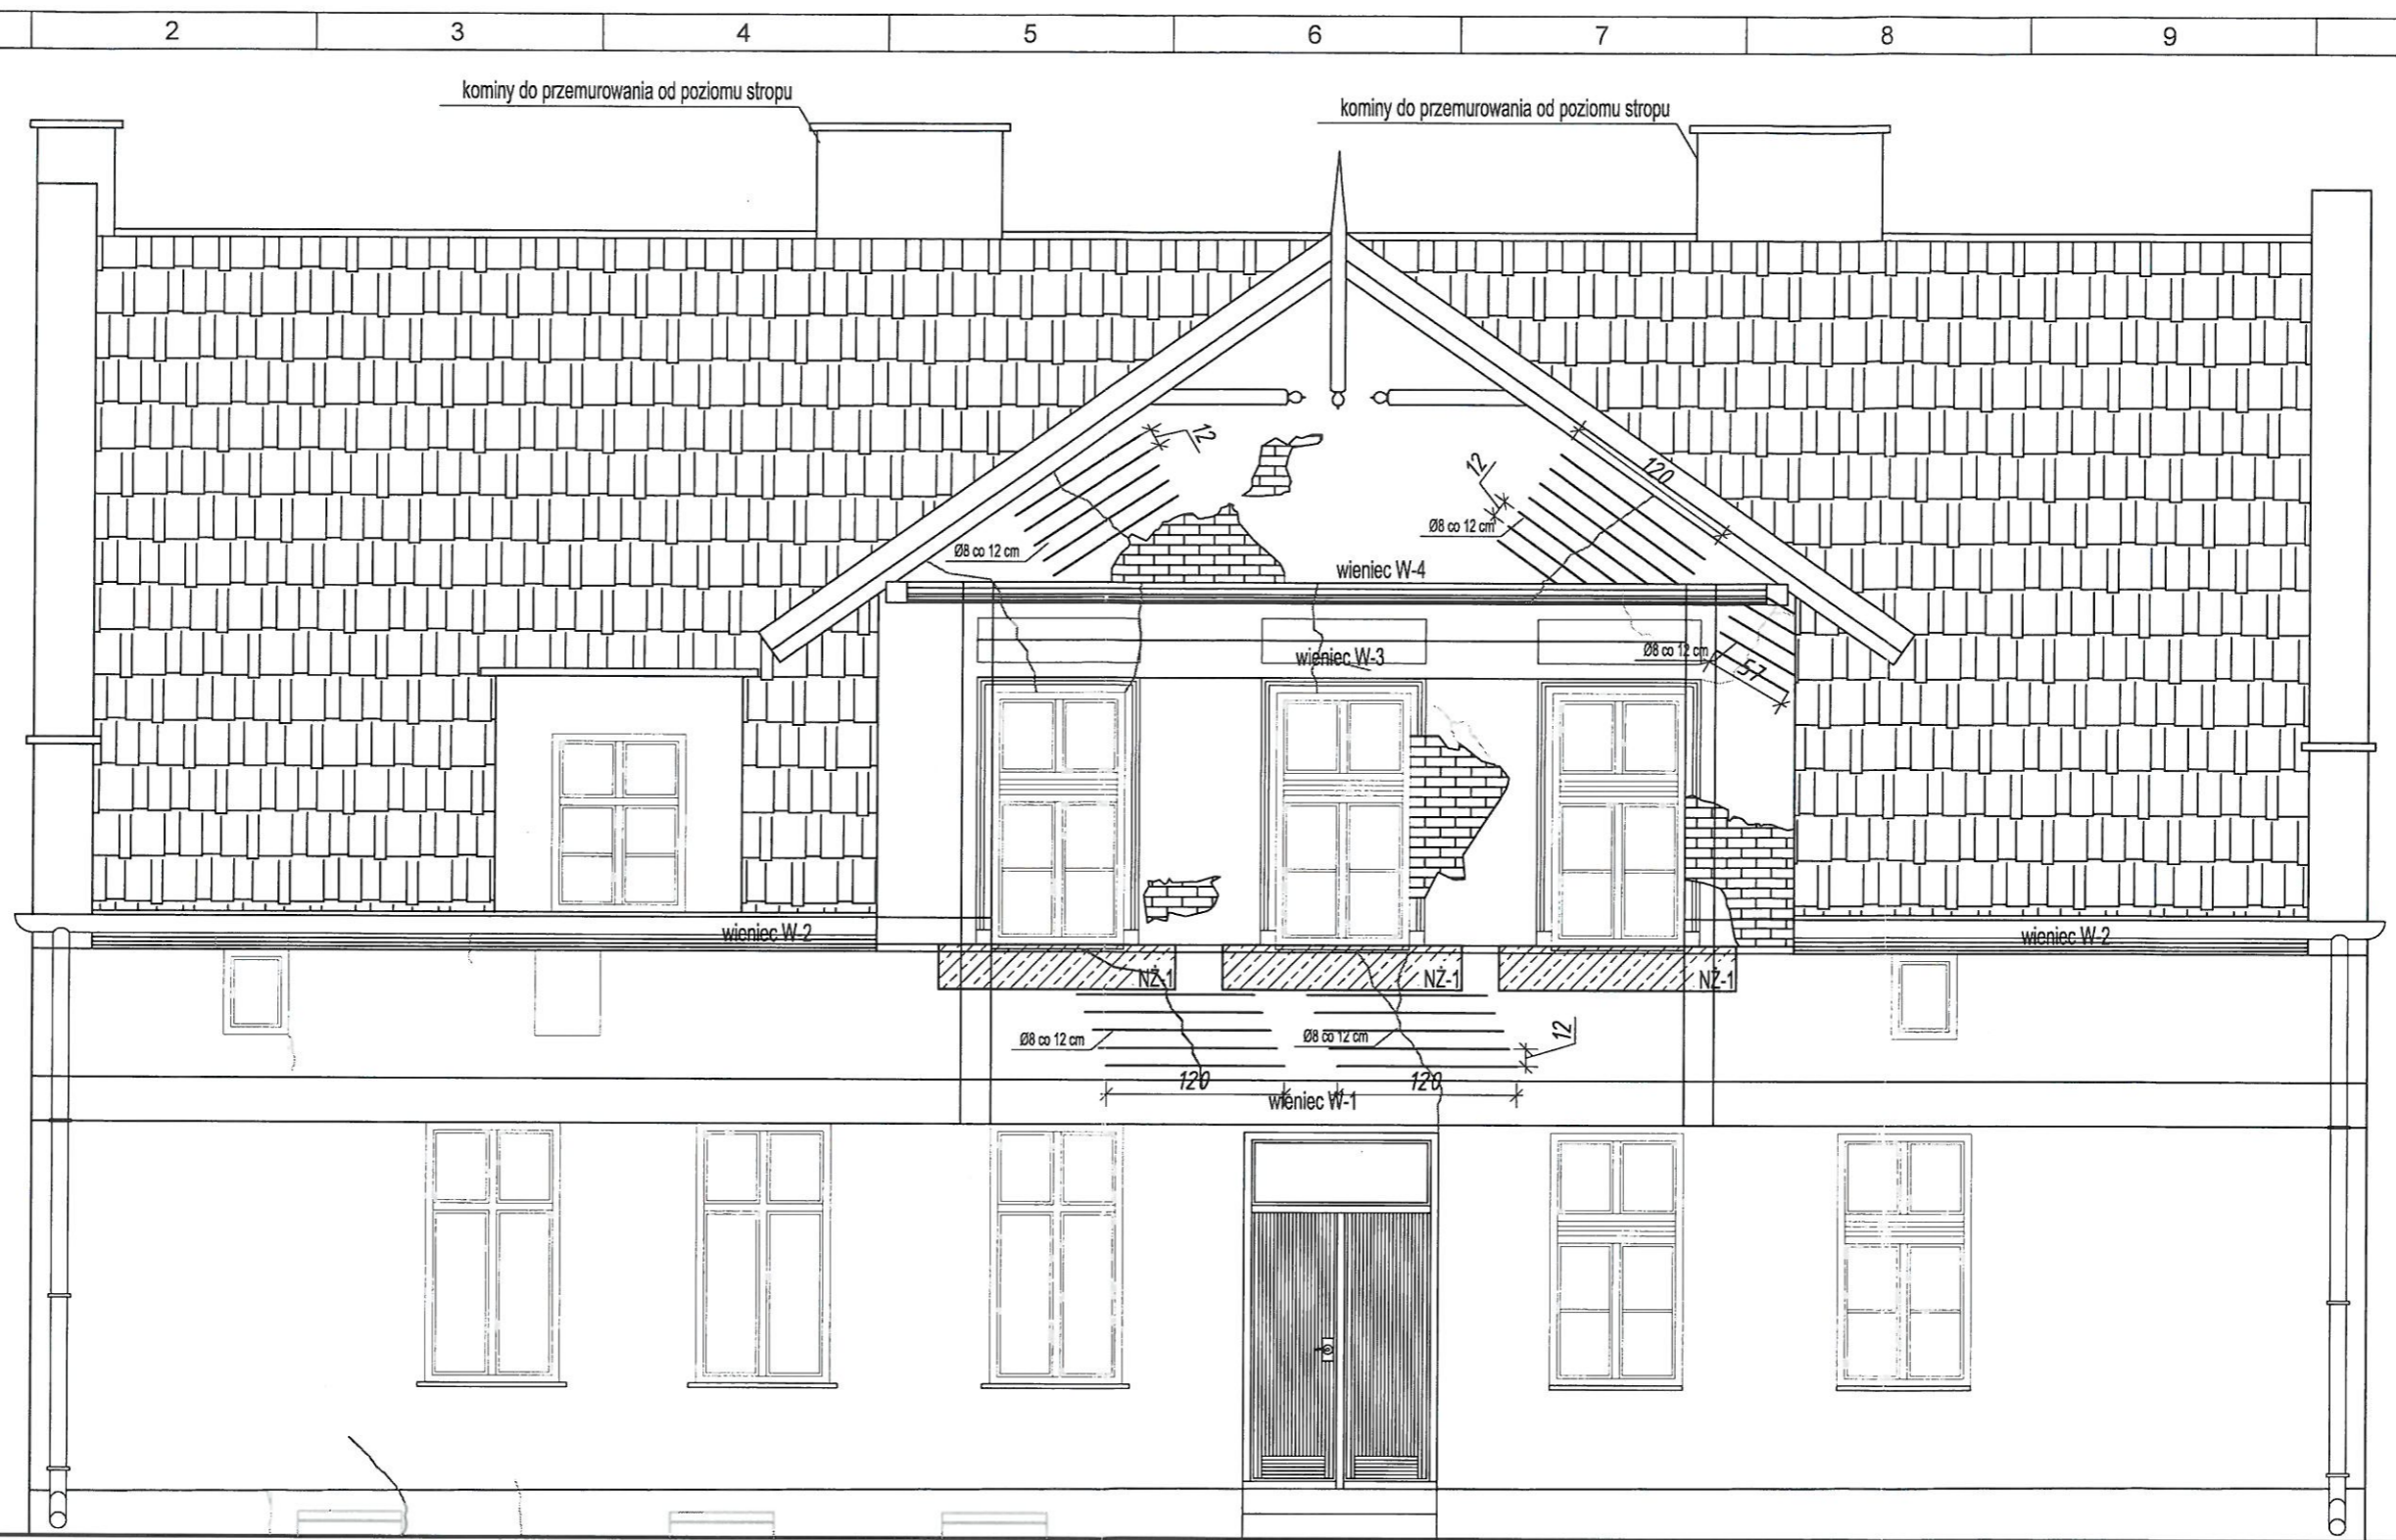 2 3 4 5 6 7 8 9
kominy do przemurowania od poziomu stropu
kominy do przemurowania od poziomu stropu
12
12
120
Ø8 co 12 cm
Ø8 co 12 cm
wieniec W-4
wieniec W-3
Ø8 co 12 cm
57
wieniec W-2
wieniec W-2
NŻ-1
NŻ-1
NŻ-1
Ø8 co 12 cm
Ø8 co 12 cm
12
120
120
wieniec W-1